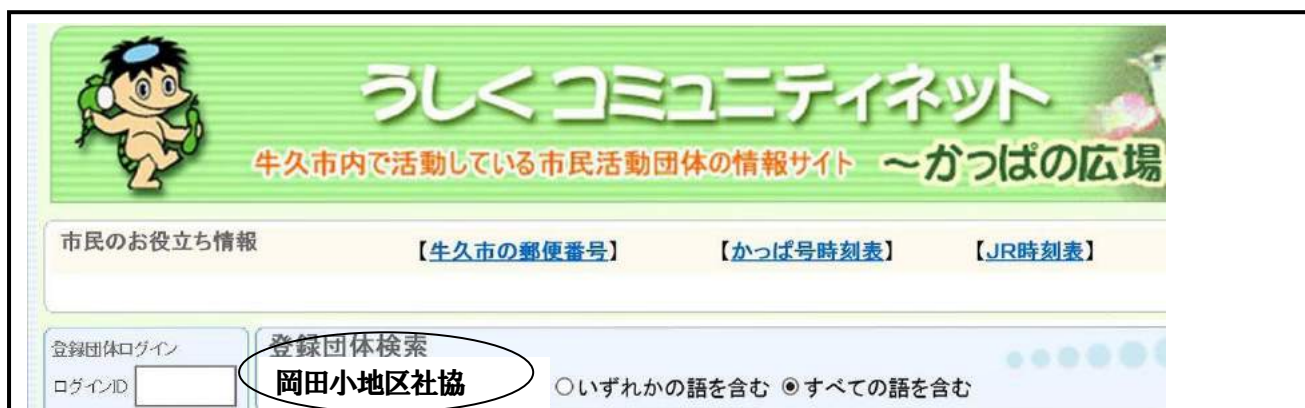 うしくコミュニティネット
牛久市内で活動している市民活動団体の情報サイト ～かっぱの広場
市民のお役立ち情報 【牛久市の郵便番号】 【かっぱ号時刻表】 【JR時刻表】
登録団体ログイン
ログインID
登録団体検索
岡田小地区社協 ○いずれかの語を含む ◉すべての語を含む